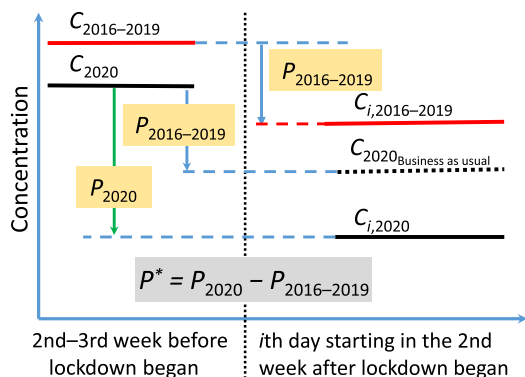 Concentration
C2016–2019
C2020
P2016–2019
P2020
P2016–2019
Ci,2016–2019
C2020Business as usual
Ci,2020
P* = P2020 − P2016–2019
2nd–3rd week before
lockdown began
ith day starting in the 2nd
week after lockdown began